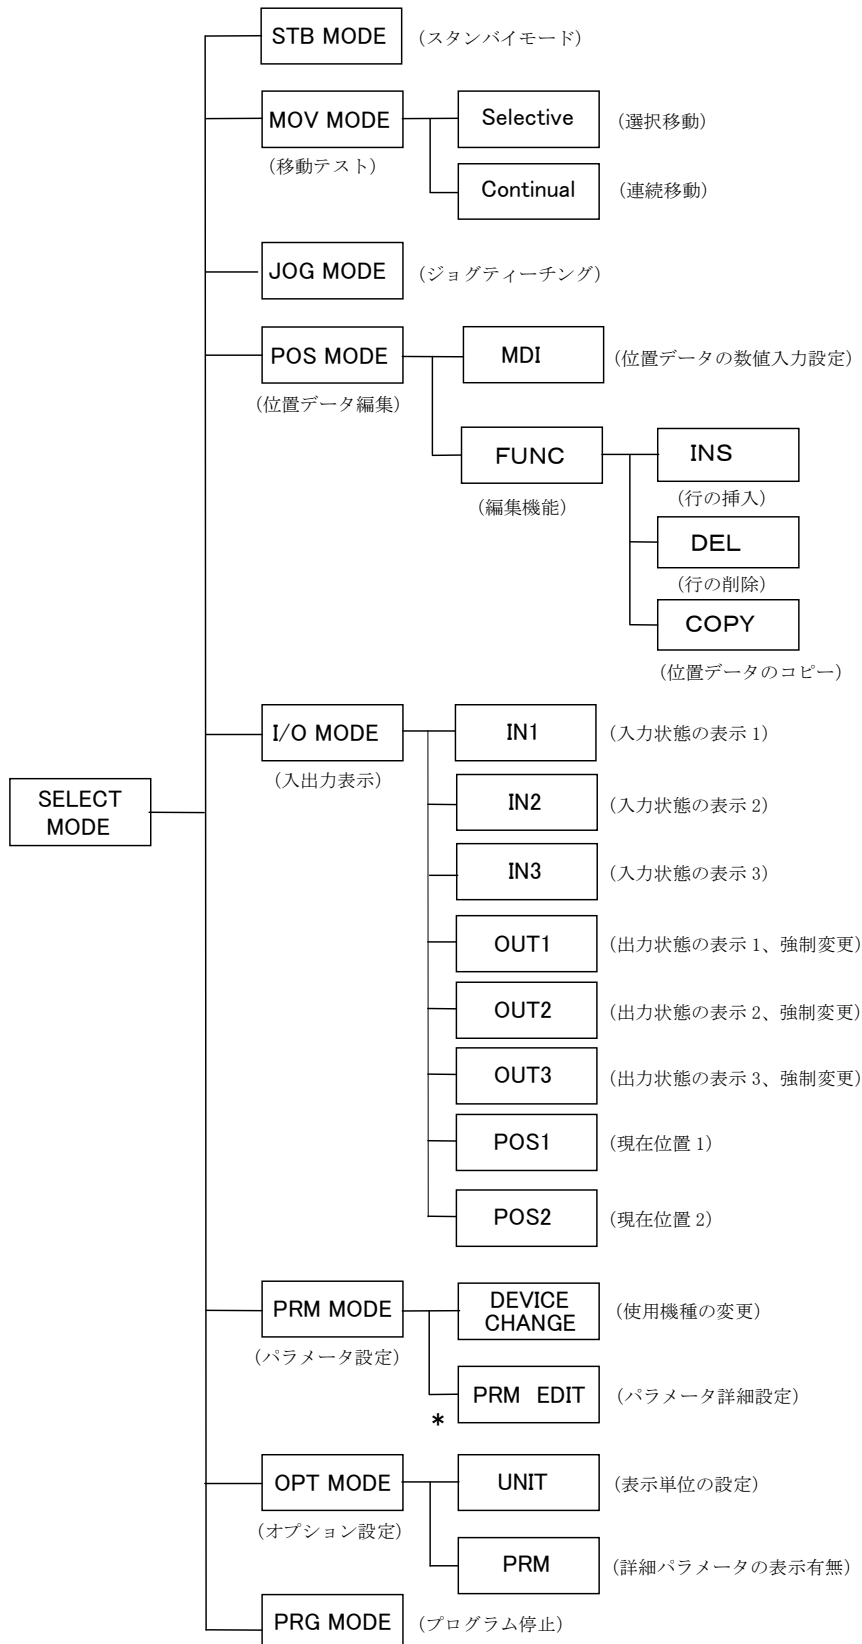 STB MODE (スタンバイモード)
MOV MODE Selective (選択移動)
(移動テスト)
Continual (連続移動)
JOG MODE (ジョグティーチング)
POS MODE MDI (位置データの数値入力設定)
(位置データ編集)
FUNC INS
(編集機能) (行の挿入)
DEL
(行の削除)
COPY
(位置データのコピー)
I/O MODE IN1 (入力状態の表示 1)
(入出力表示)
SELECT
MODE
IN2 (入力状態の表示 2)
IN3 (入力状態の表示 3)
OUT1 (出力状態の表示 1、強制変更)
OUT2 (出力状態の表示 2、強制変更)
OUT3 (出力状態の表示 3、強制変更)
POS1 (現在位置 1)
POS2 (現在位置 2)
PRM MODE DEVICE
CHANGE (使用機種の変更)
(パラメータ設定)
* PRM EDIT (パラメータ詳細設定)
OPT MODE UNIT (表示単位の設定)
(オプション設定)
PRM (詳細パラメータの表示有無)
PRG MODE (プログラム停止)